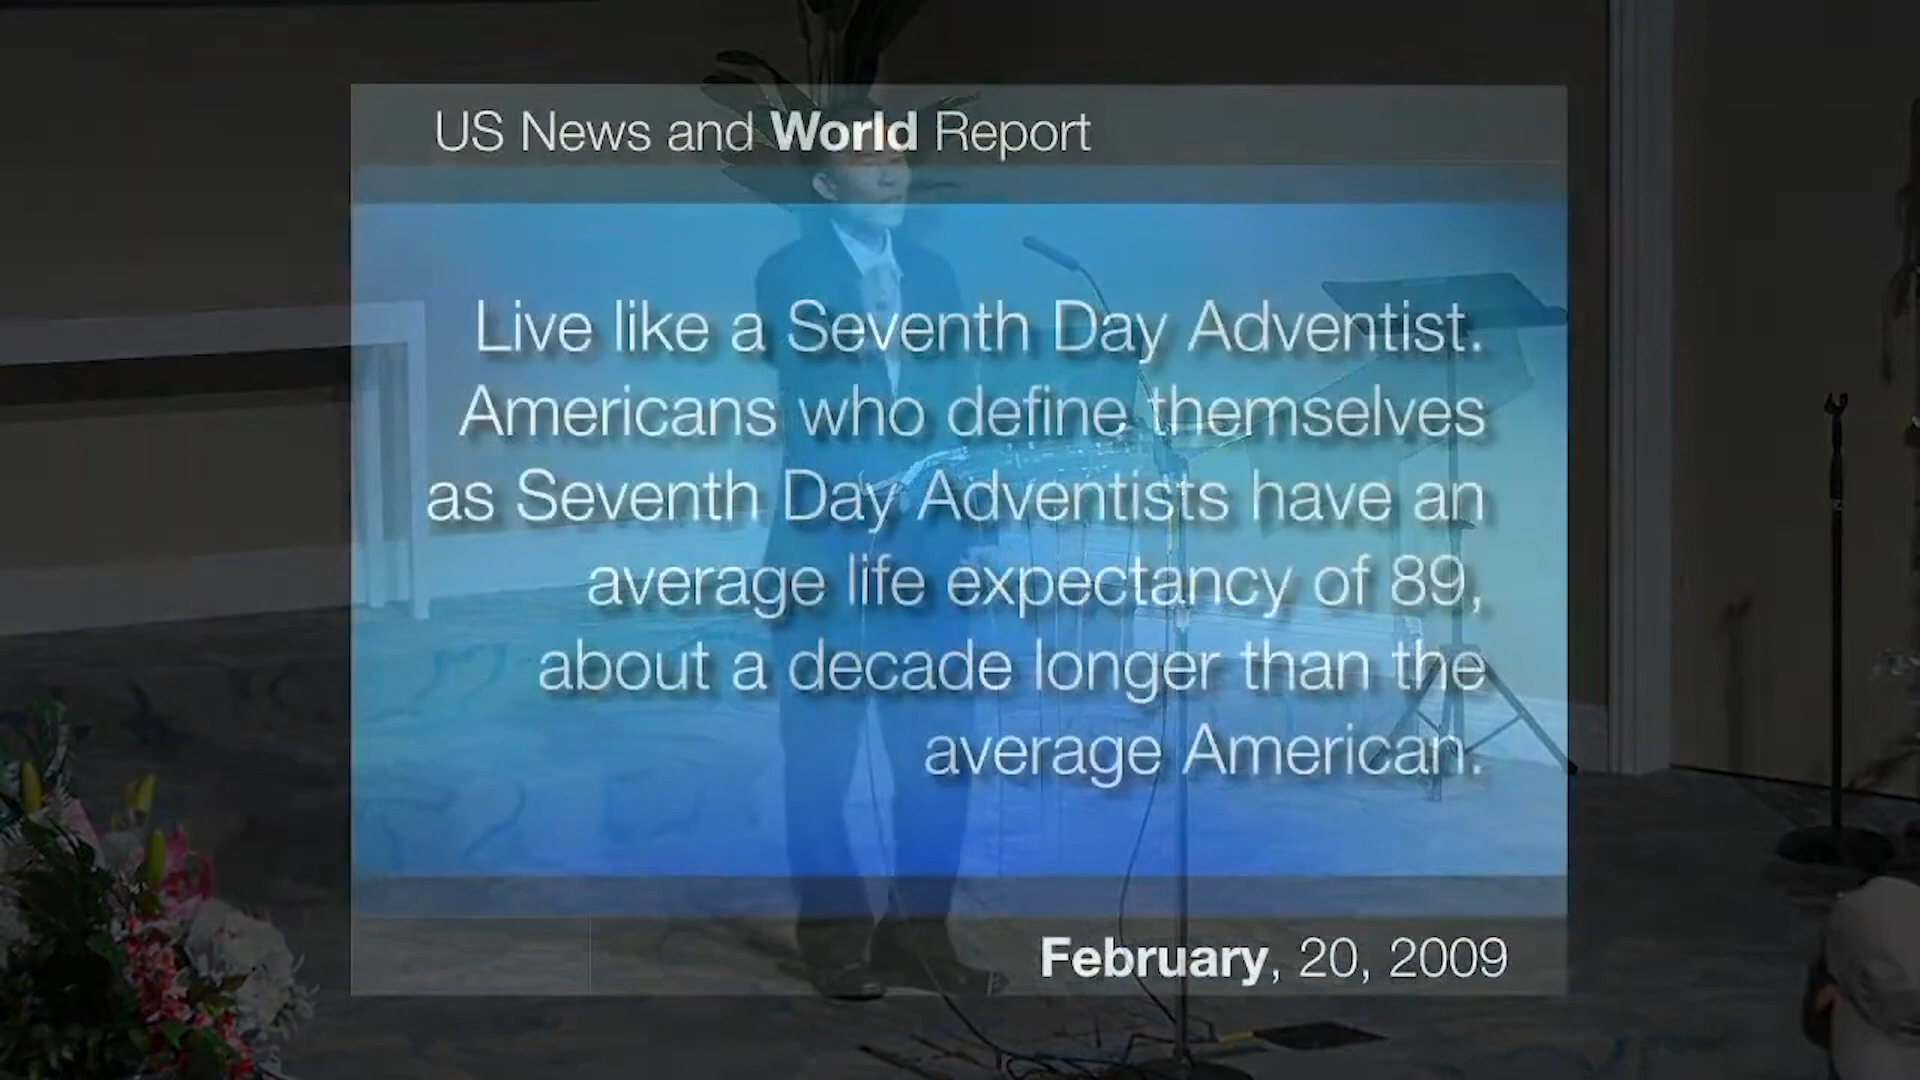 US News and World Report
Live like a Seventh Day Adventist.
Americans who define themselves
as Seventh Day Adventists have an
average life expectancy of 89,
about a decade longer than the
average American.
February, 20, 2009